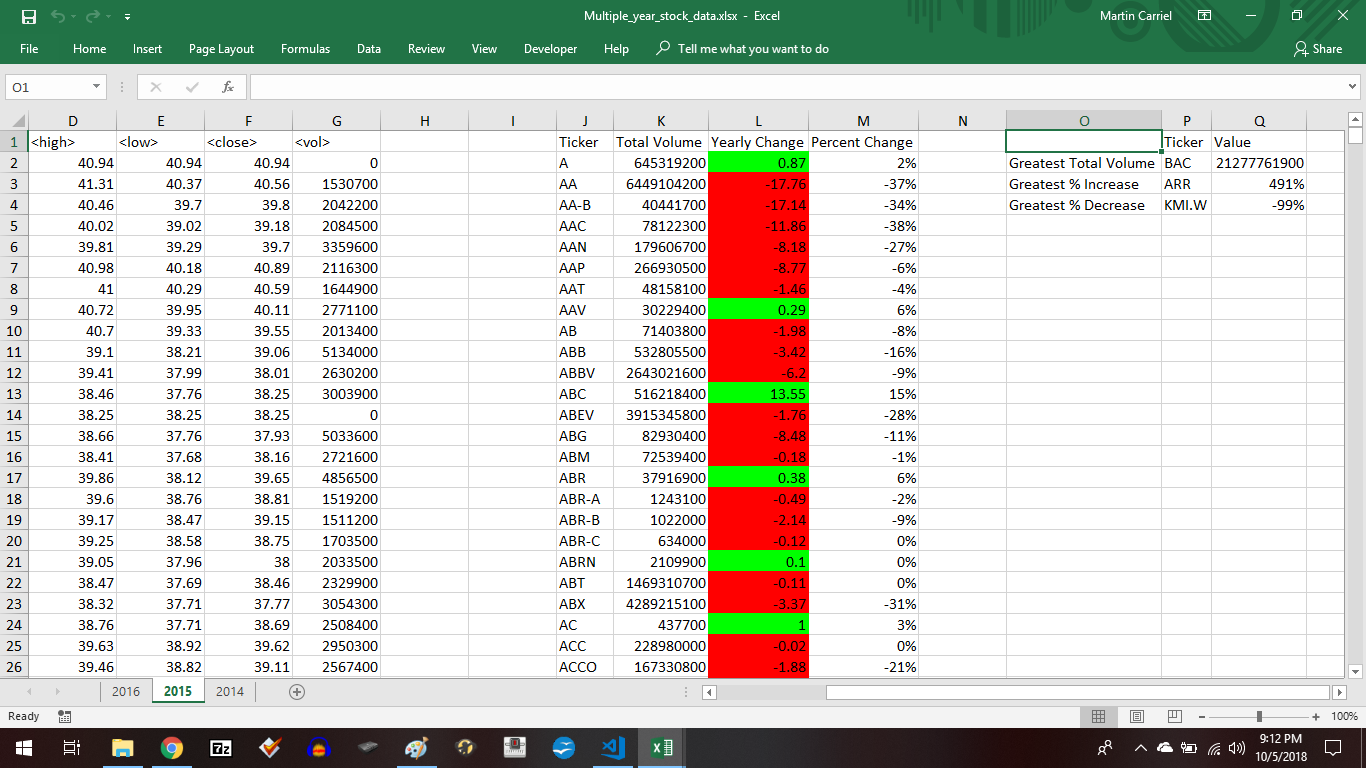 Multiple_year_stock_data.xlsx - Excel Martin Carriel
File Home Insert Page Layout Formulas Data Review View Developer Help Tell me what you want to do Share
O1 fx
D E F G H I J K L M N O P Q
1 <high> <low> <close> <vol> Ticker Total Volume Yearly Change Percent Change Ticker Value
2 40.94 40.94 40.94 0 A 645319200 0.87 2% Greatest Total Volume BAC 21277761900
3 41.31 40.37 40.56 1530700 AA 6449104200 -17.76 -37% Greatest % Increase ARR 491%
4 40.46 39.7 39.8 2042200 AA-B 40441700 -17.14 -34% Greatest % Decrease KMI.W -99%
5 40.02 39.02 39.18 2084500 AAC 78122300 -11.86 -38%
6 39.81 39.29 39.7 3359600 AAN 179606700 -8.18 -27%
7 40.98 40.18 40.89 2116300 AAP 266930500 -8.77 -6%
8 41 40.29 40.59 1644900 AAT 48158100 -1.46 -4%
9 40.72 39.95 40.11 2771100 AAV 30229400 0.29 6%
10 40.7 39.33 39.55 2013400 AB 71403800 -1.98 -8%
11 39.1 38.21 39.06 5134000 ABB 532805500 -3.42 -16%
12 39.41 37.99 38.01 2630200 ABBV 2643021600 -6.2 -9%
13 38.46 37.76 38.25 3003900 ABC 516218400 13.55 15%
14 38.25 38.25 38.25 0 ABEV 3915345800 -1.76 -28%
15 38.66 37.76 37.93 5033600 ABG 82930400 -8.48 -11%
16 38.41 37.68 38.16 2721600 ABM 72539400 -0.18 -1%
17 39.86 38.12 39.65 4856500 ABR 37916900 0.38 6%
18 39.6 38.76 38.81 1519200 ABR-A 1243100 -0.49 -2%
19 39.17 38.47 39.15 1511200 ABR-B 1022000 -2.14 -9%
20 39.25 38.58 38.75 1703500 ABR-C 634000 -0.12 0%
21 39.05 37.96 38 2033500 ABRN 2109900 0.1 0%
22 38.47 37.69 38.46 2329900 ABT 1469310700 -0.11 0%
23 38.32 37.71 37.77 3054300 ABX 4289215100 -3.37 -31%
24 38.76 37.71 38.69 2508400 AC 437700 1 3%
25 39.63 38.92 39.62 2950300 ACC 228980000 -0.02 0%
26 39.46 38.82 39.11 2567400 ACCO 167330800 -1.88 -21%
2016 2015 2014
Ready 100%
7z 9:12 PM
10/5/2018